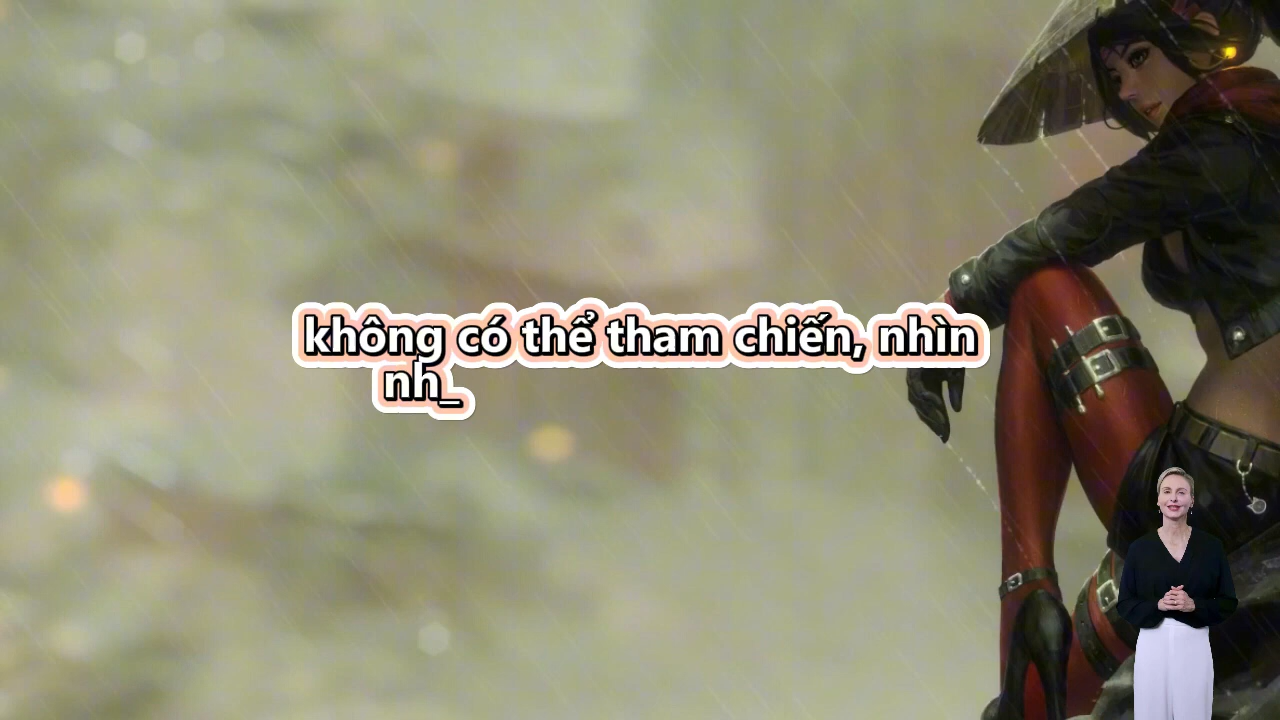 không có thể tham chiến, nhìn
nh_